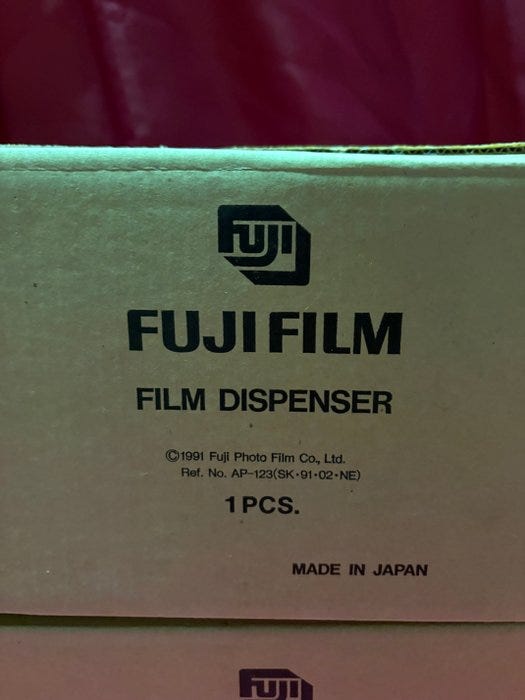 FUJI
FUJIFILM
FILM DISPENSER
©1991 Fuji Photo Film Co., Ltd.
Ref. No. AP-123(SK·91·02·NE)
1PCS.
MADE IN JAPAN
FUJI